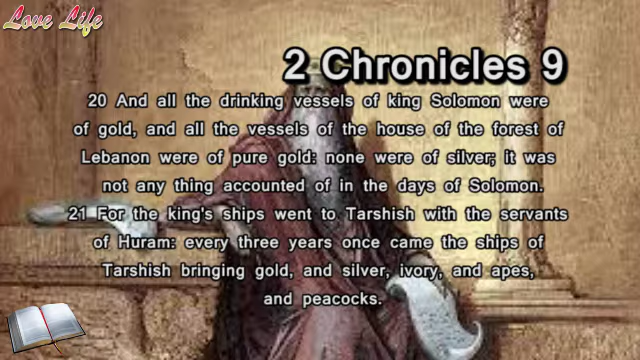 Love Life
2 Chronicles 9
20 And all the drinking vessels of king Solomon were
of gold, and all the vessels of the house of the forest of
Lebanon were of pure gold: none were of silver; it was
not any thing accounted of in the days of Solomon.
21 For the king's ships went to Tarshish with the servants
of Huram: every three years once came the ships of
Tarshish bringing gold, and silver, ivory, and apes,
and peacocks.